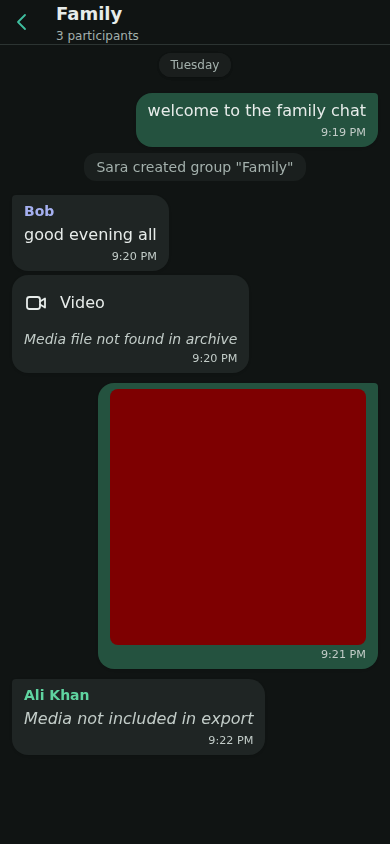 Family
3 participants
Tuesday
welcome to the family chat
9:19 PM
Sara created group "Family"
Bob
good evening all
9:20 PM
Video
Media file not found in archive
9:20 PM
9:21 PM
Ali Khan
Media not included in export
9:22 PM